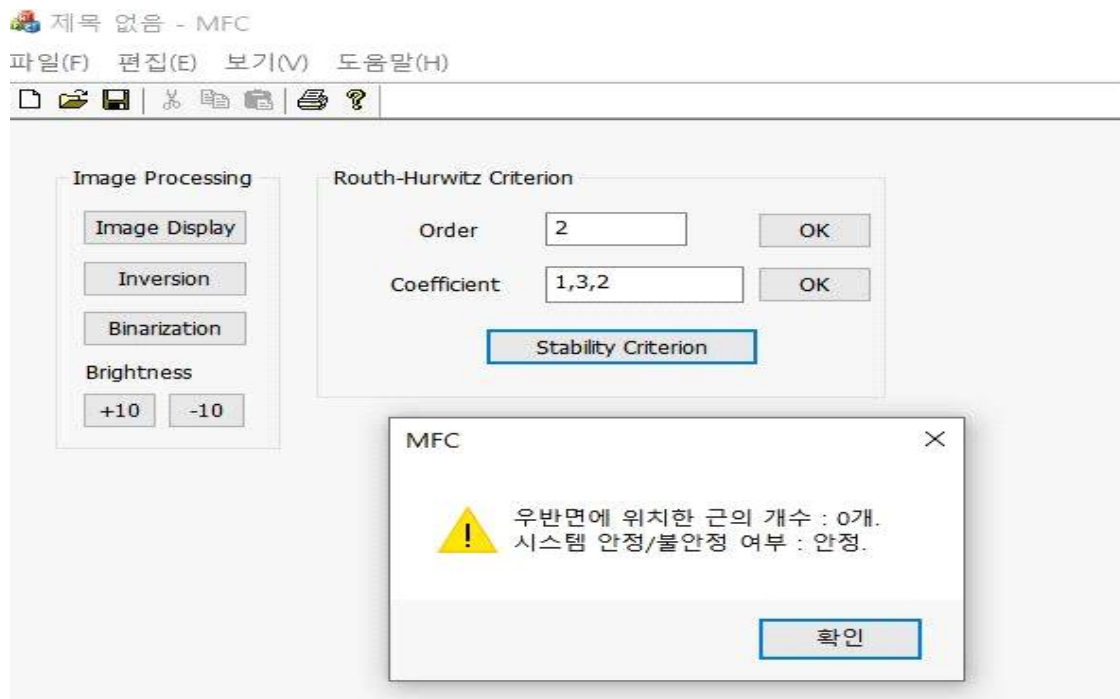 제목 없음 - MFC
파일(F) 편집(E) 보기(V) 도움말(H)
Image Processing
Image Display
Inversion
Binarization
Brightness
+10 -10
Routh-Hurwitz Criterion
Order 2 OK
Coefficient 1,3,2 OK
Stability Criterion
MFC
우반면에 위치한 근의 개수 : 0개.
시스템 안정/불안정 여부 : 안정.
확인